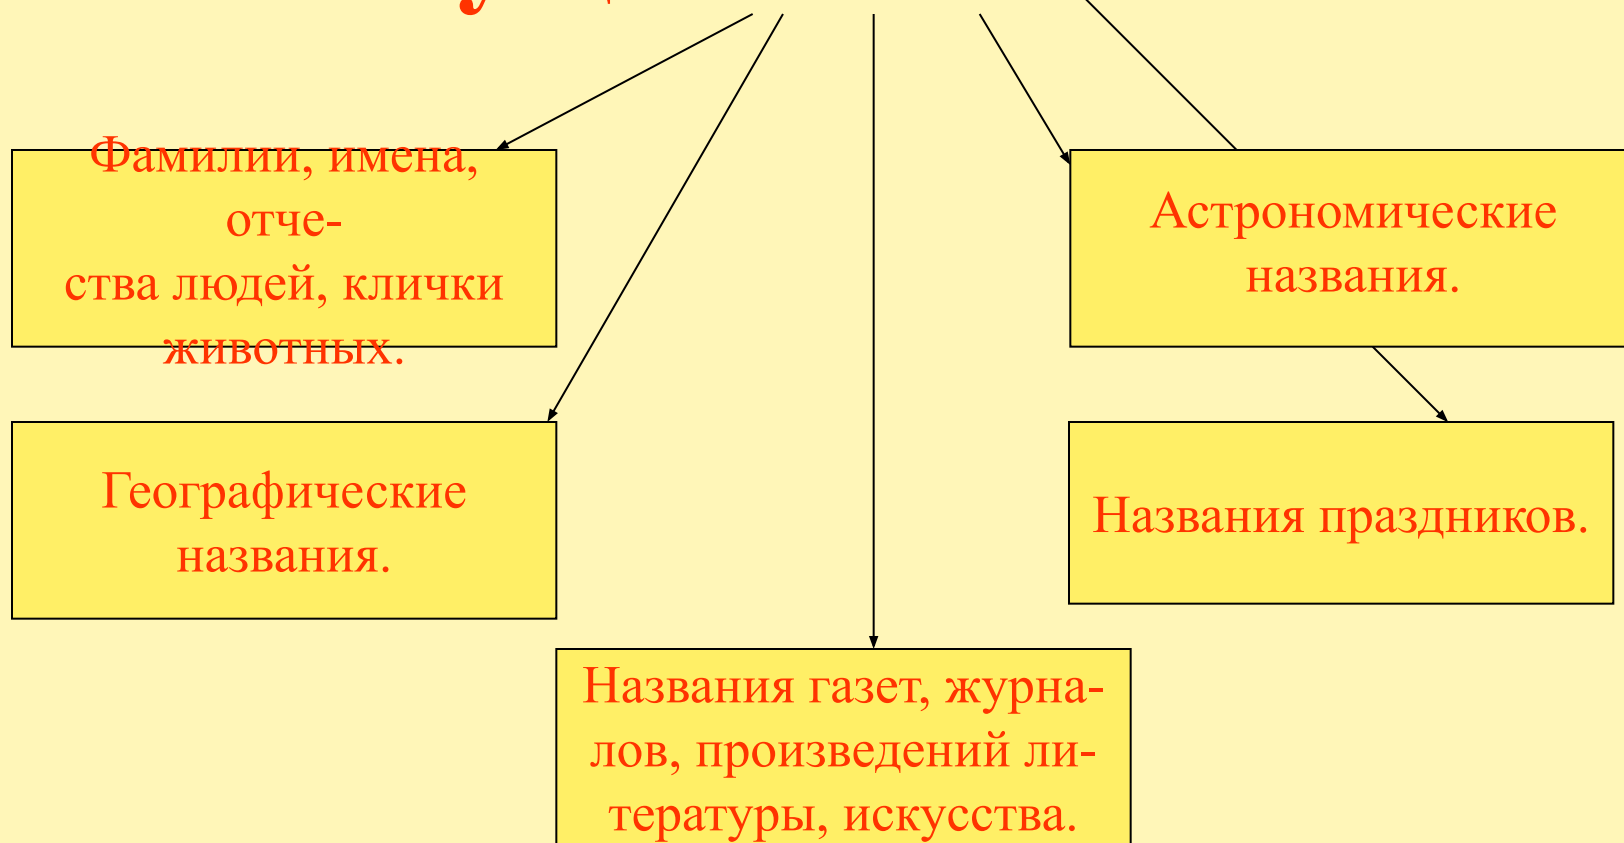 Фамилии, имена,
отче-
ства людей, клички
животных.
Астрономические
названия.
Географические
названия.
Названия праздников.
Названия газет, журна-
лов, произведений ли-
тературы, искусства.